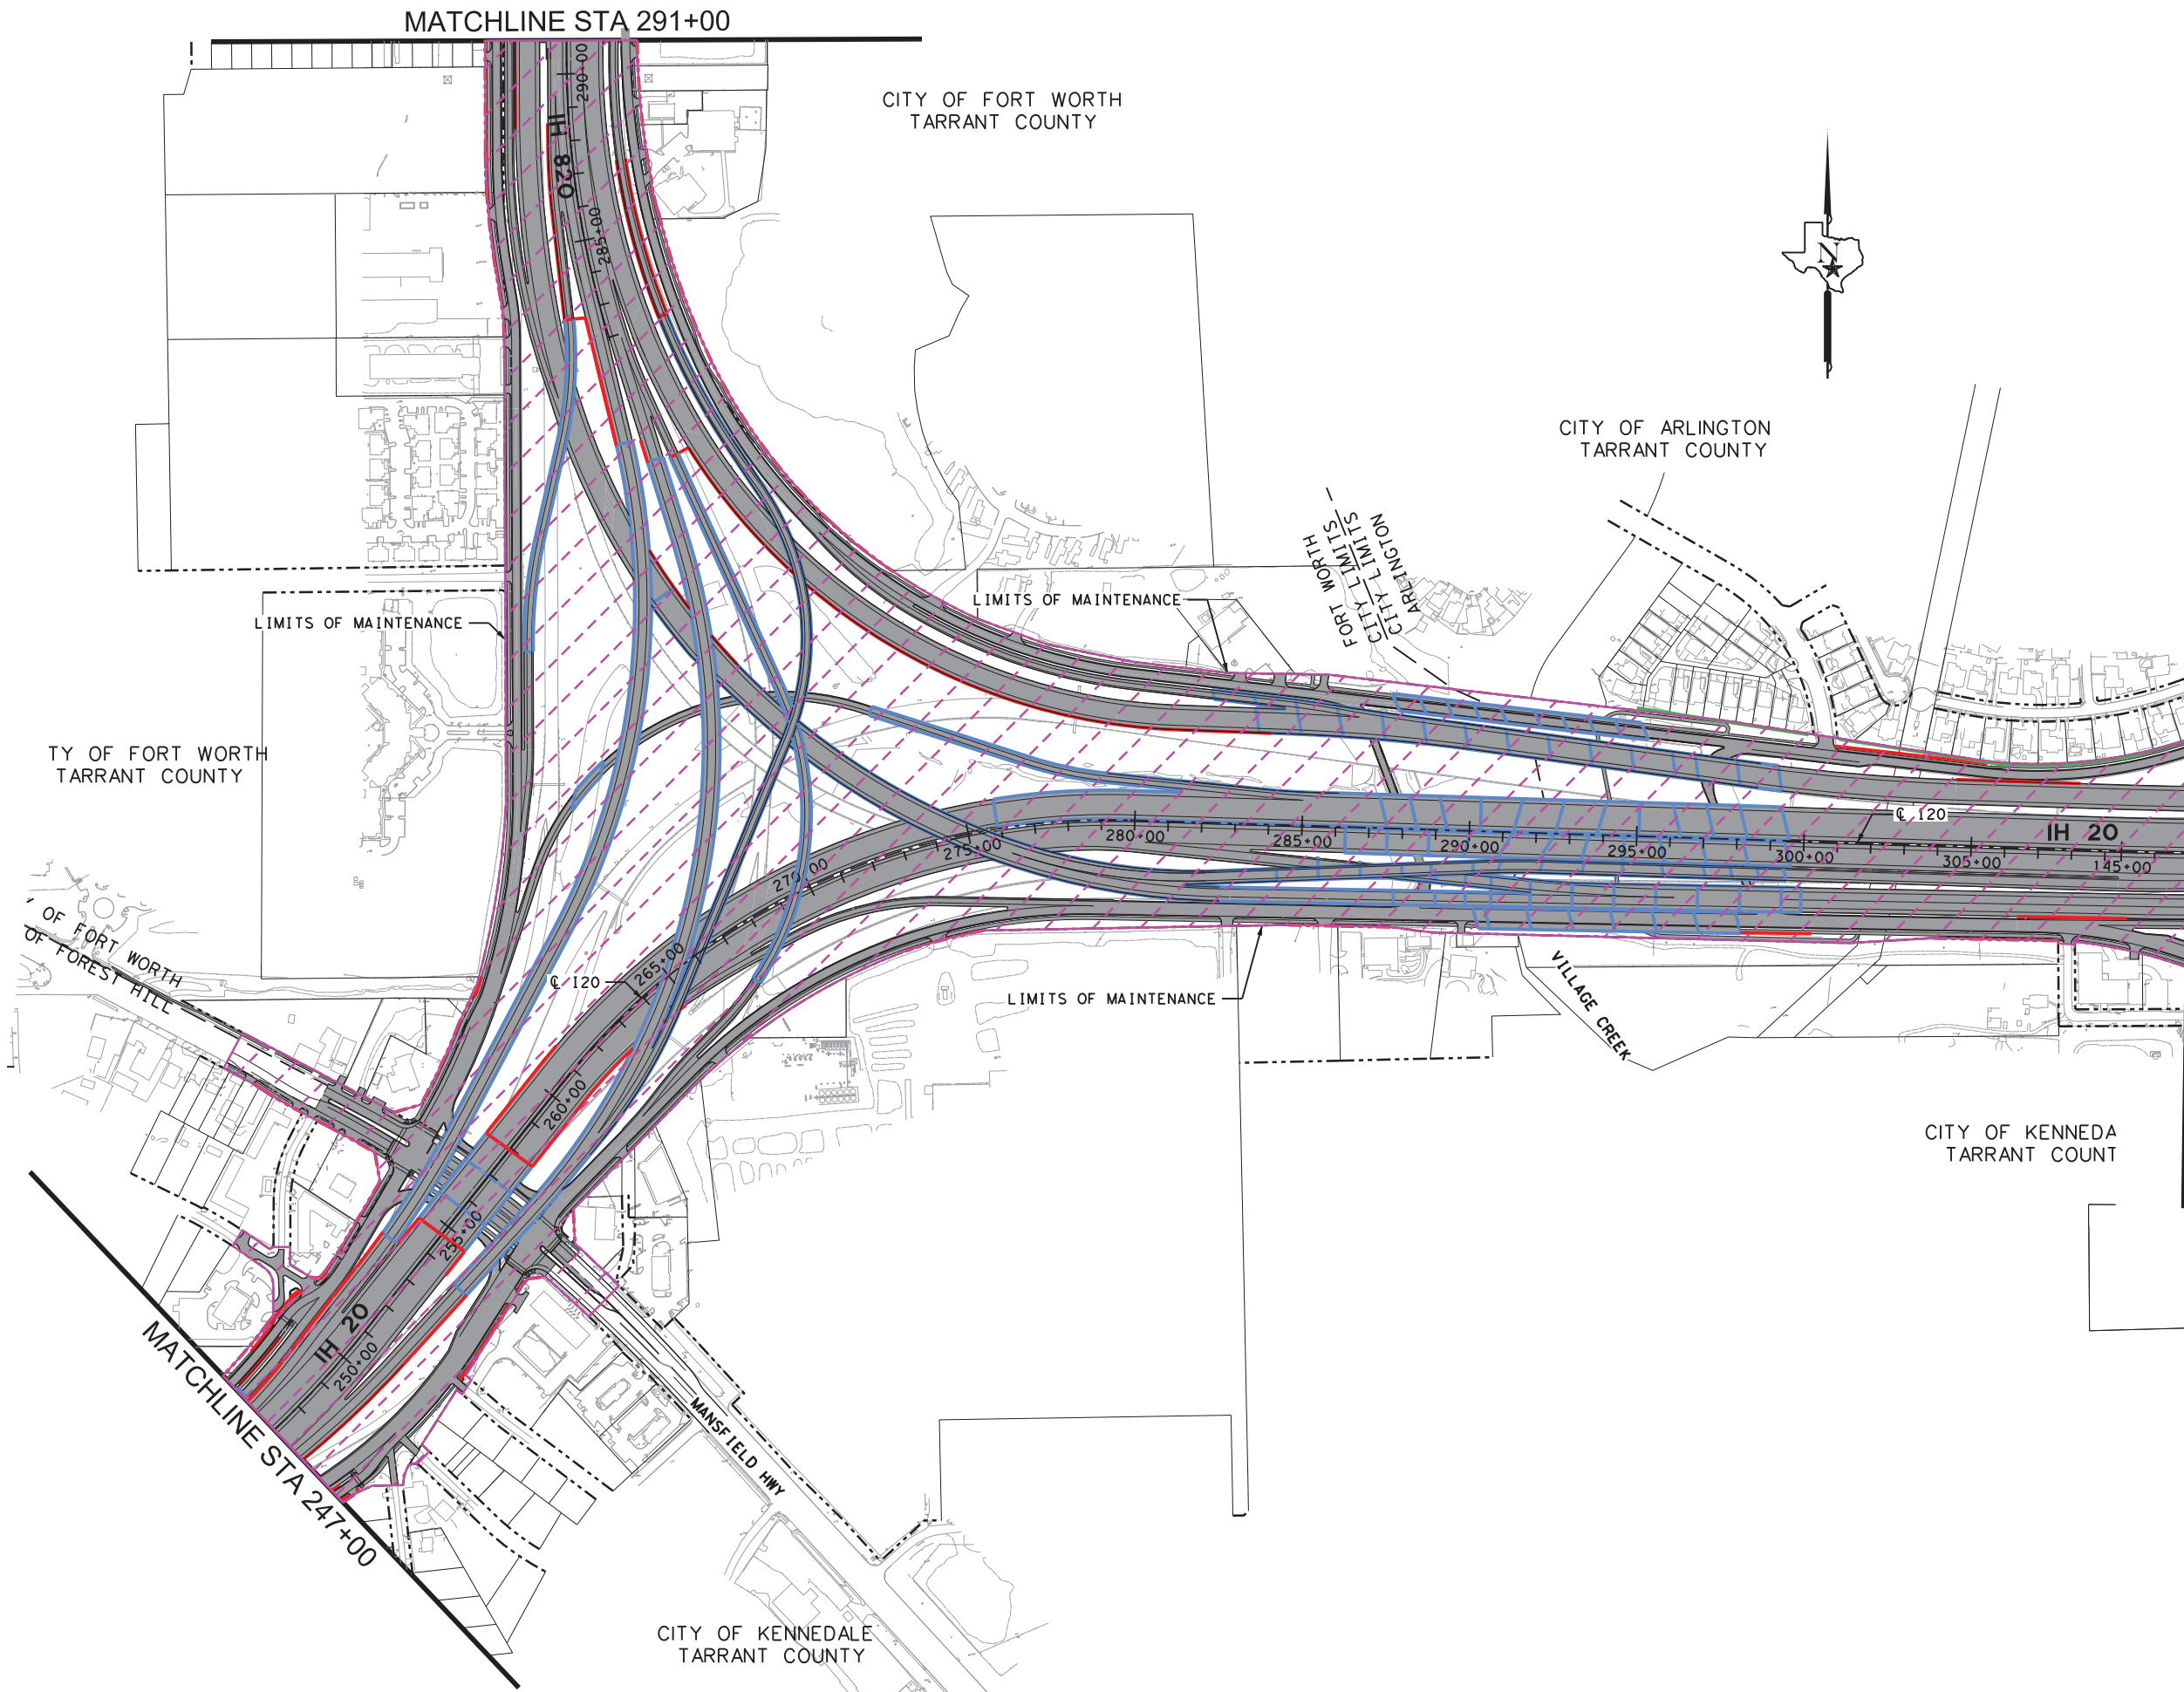 MATCHLINE STA 291+00
290+00
IH 820
285+00
CITY OF FORT WORTH
TARRANT COUNTY
N
CITY OF ARLINGTON
TARRANT COUNTY
FORT WORTH
CITY LIMITS
CITY LIMITS
ARLINGTON
LIMITS OF MAINTENANCE
LIMITS OF MAINTENANCE
TY OF FORT WORTH
TARRANT COUNTY
OF FORT WORTH
OF FOREST HILL
℄ I20
265+00
270+00
275+00
280+00
285+00
290+00
295+00
300+00
305+00
145+00
℄ I20
IH 20
LIMITS OF MAINTENANCE
VILLAGE CREEK
260+00
255+00
250+00
IH 20
CITY OF KENNEDA
TARRANT COUNT
MATCHLINE STA 247+00
MANSFIELD HWY
CITY OF KENNEDALE
TARRANT COUNTY